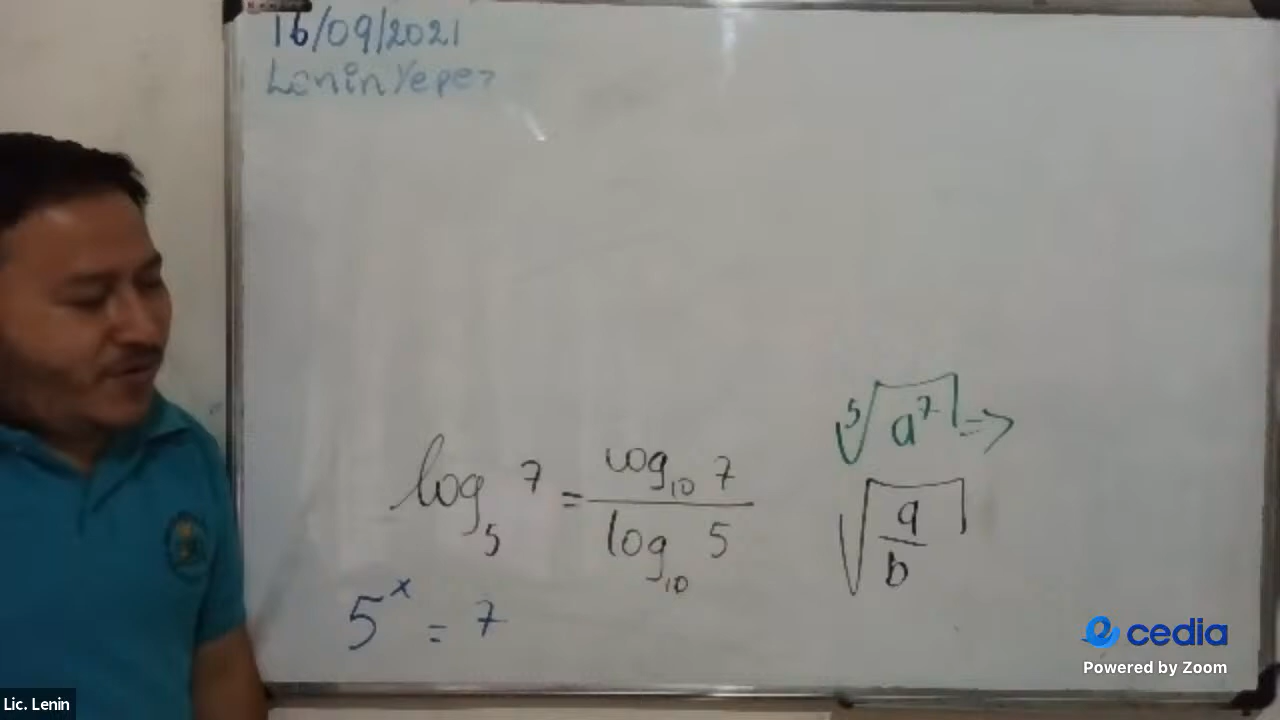 16/09/2021
Lenin Yepez
log₅ 7 = log₁₀ 7 / log₁₀ 5
5ˣ = 7
⁵√a⁷ =>
√a/b
cedia
Powered by Zoom
Lic. Lenin